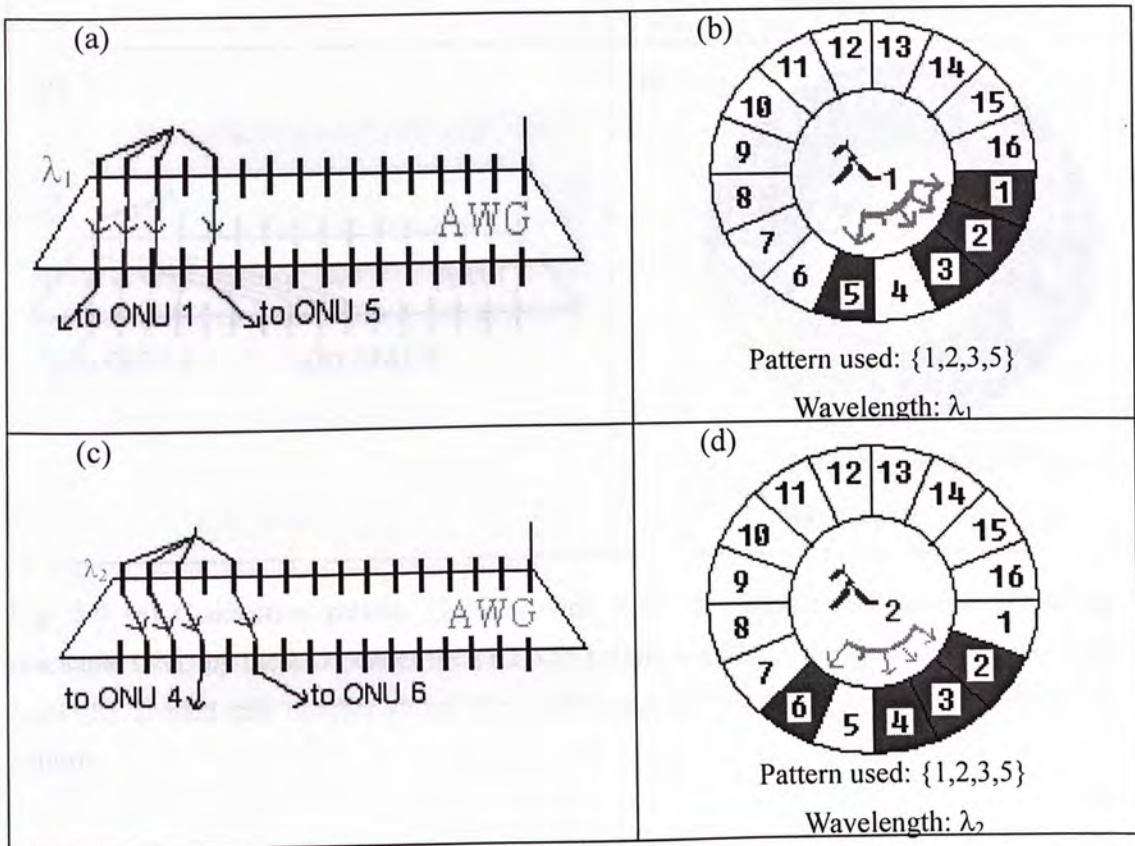 (a)
λ₁
AWG
to ONU 1
to ONU 5
(b)
1
2
3
4
5
6
7
8
9
10
11
12
13
14
15
16
1
Pattern used: {1,2,3,5}
Wavelength: λ₁
(c)
λ₂
AWG
to ONU 4
to ONU 6
(d)
1
2
3
4
5
6
7
8
9
10
11
12
13
14
15
16
2
Pattern used: {1,2,3,5}
Wavelength: λ₂